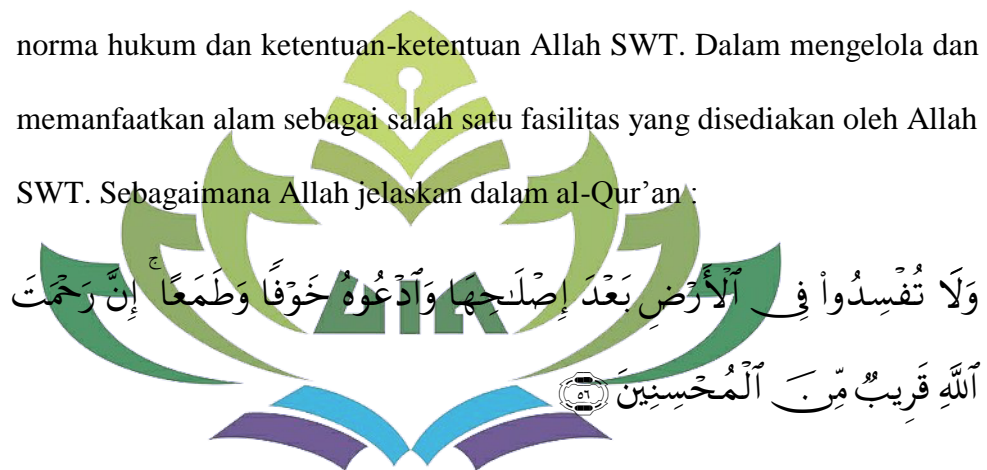 norma hukum dan ketentuan-ketentuan Allah SWT. Dalam mengelola dan
memanfaatkan alam sebagai salah satu fasilitas yang disediakan oleh Allah
SWT. Sebagaimana Allah jelaskan dalam al-Qur’an :
وَلَا تُفْسِدُوا۟ فِى ٱلْأَرْضِ بَعْدَ إِصْلَـٰحِهَا وَٱدْعُوهُ خَوْفًا وَطَمَعًا ۚ إِنَّ رَحْمَتَ
ٱللَّهِ قَرِيبٌ مِّنَ ٱلْمُحْسِنِينَ ۝٥٦